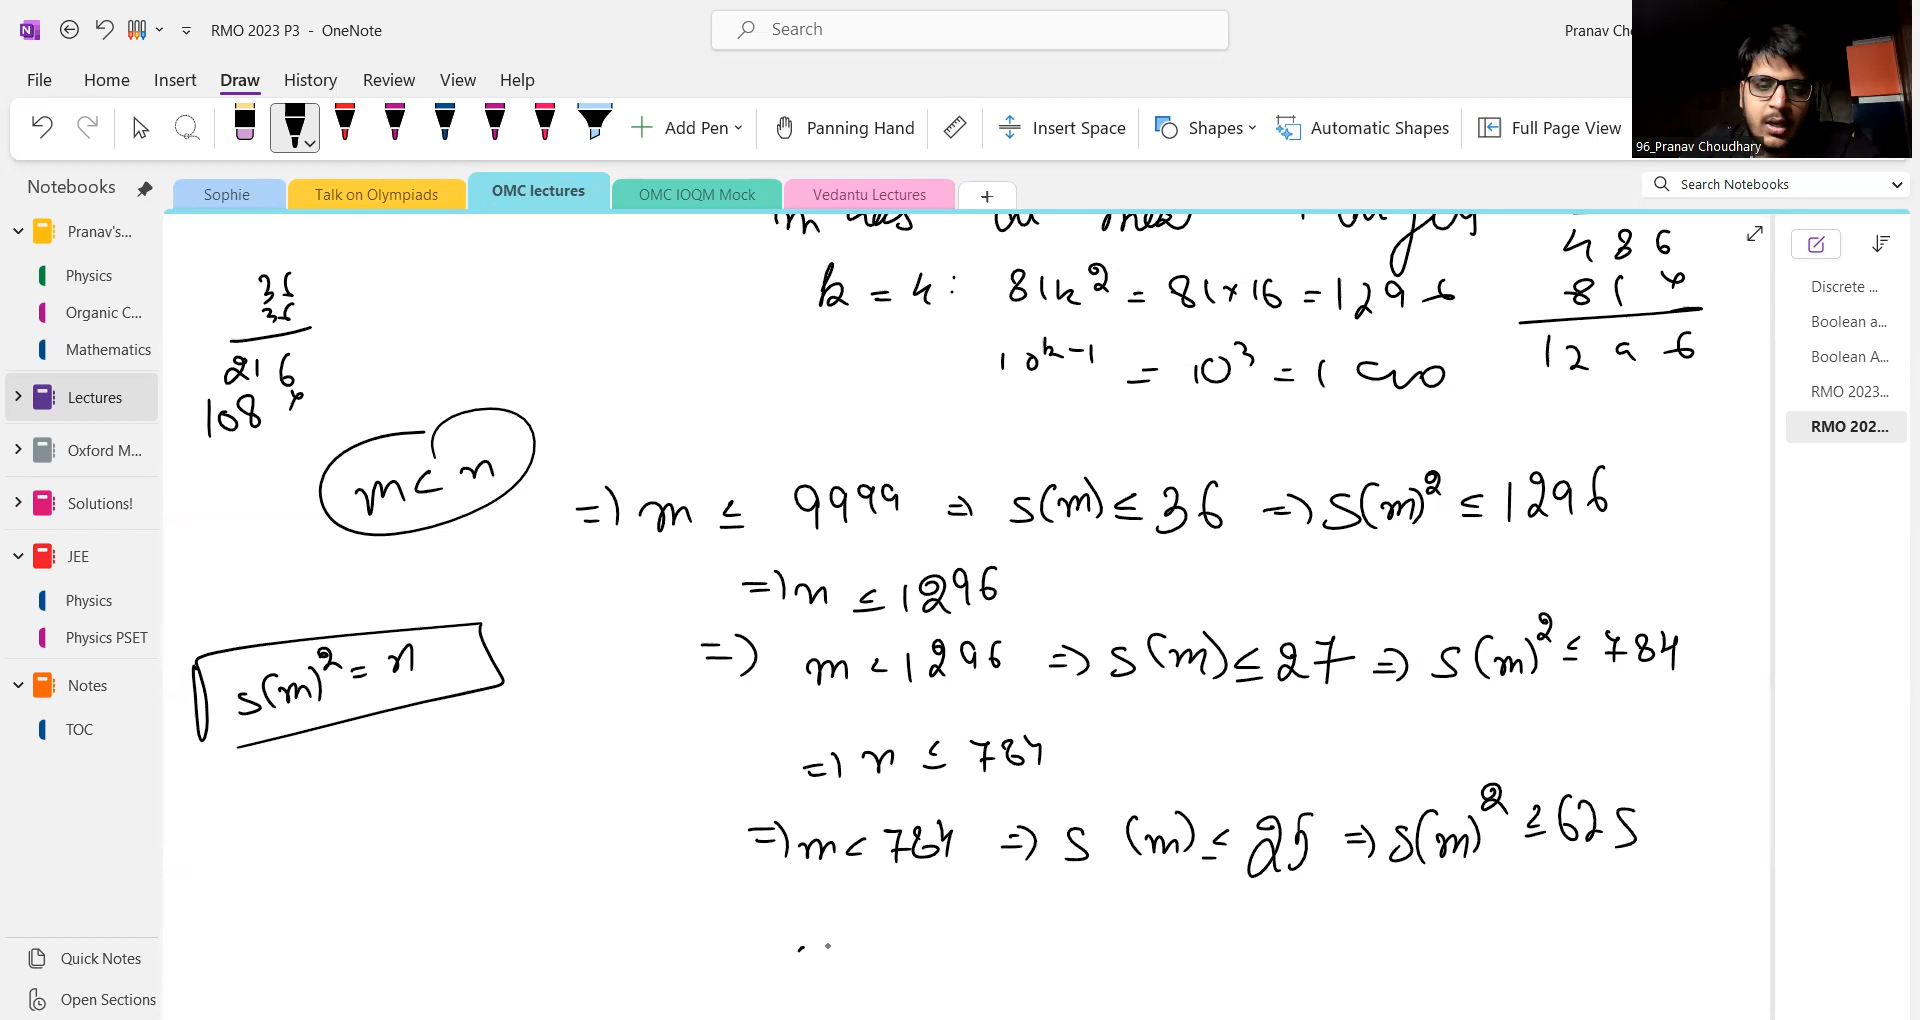 RMO 2023 P3 - OneNote
Search
Pranav Ch
File Home Insert Draw History Review View Help
Add Pen
Panning Hand
Insert Space
Shapes
Automatic Shapes
Full Page View
96_Pranav Choudhary
Notebooks
Sophie
Talk on Olympiads
OMC lectures
OMC IOQM Mock
Vedantu Lectures
+
Search Notebooks
Pranav's...
Physics
Organic C...
Mathematics
Lectures
Oxford M...
Solutions!
JEE
Physics
Physics PSET
Notes
TOC
Quick Notes
Open Sections
Discrete ...
Boolean a...
Boolean A...
RMO 2023...
RMO 202...
36
36
216
108 ×
m < n
s(m)² = n
m has
k = 4 : 81k² = 81×16 = 1296
10^(k-1) = 10³ = 1000
486
81 ×
1296
=> m ≤ 9999 => s(m) ≤ 36 => s(m)² ≤ 1296
=> n ≤ 1296
=> m < 1296 => s(m) ≤ 27 => s(m)² ≤ 784
=> n ≤ 784
=> m < 784 => s(m) ≤ 25 => s(m)² ≤ 625